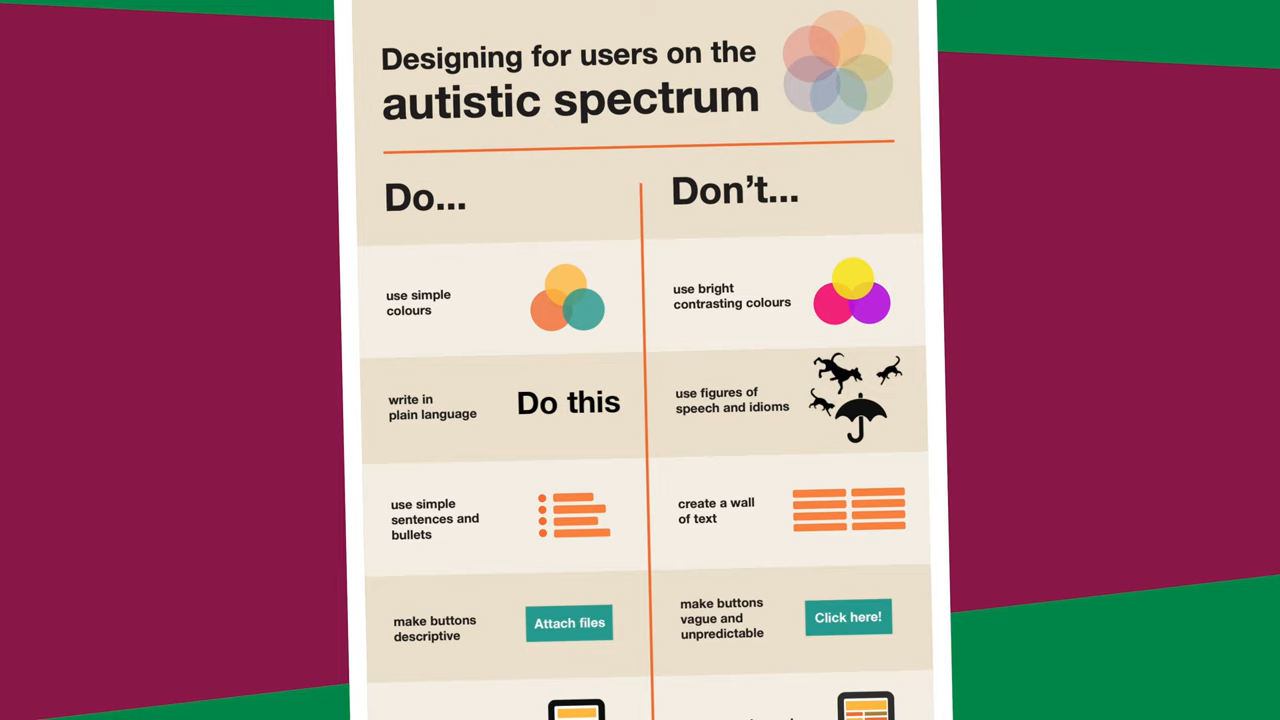 Designing for users on the
autistic spectrum
Do...
Don't...
use simple
colours
use bright
contrasting colours
write in
plain language
Do this
use figures of
speech and idioms
use simple
sentences and
bullets
create a wall
of text
make buttons
descriptive
Attach files
make buttons
vague and
unpredictable
Click here!